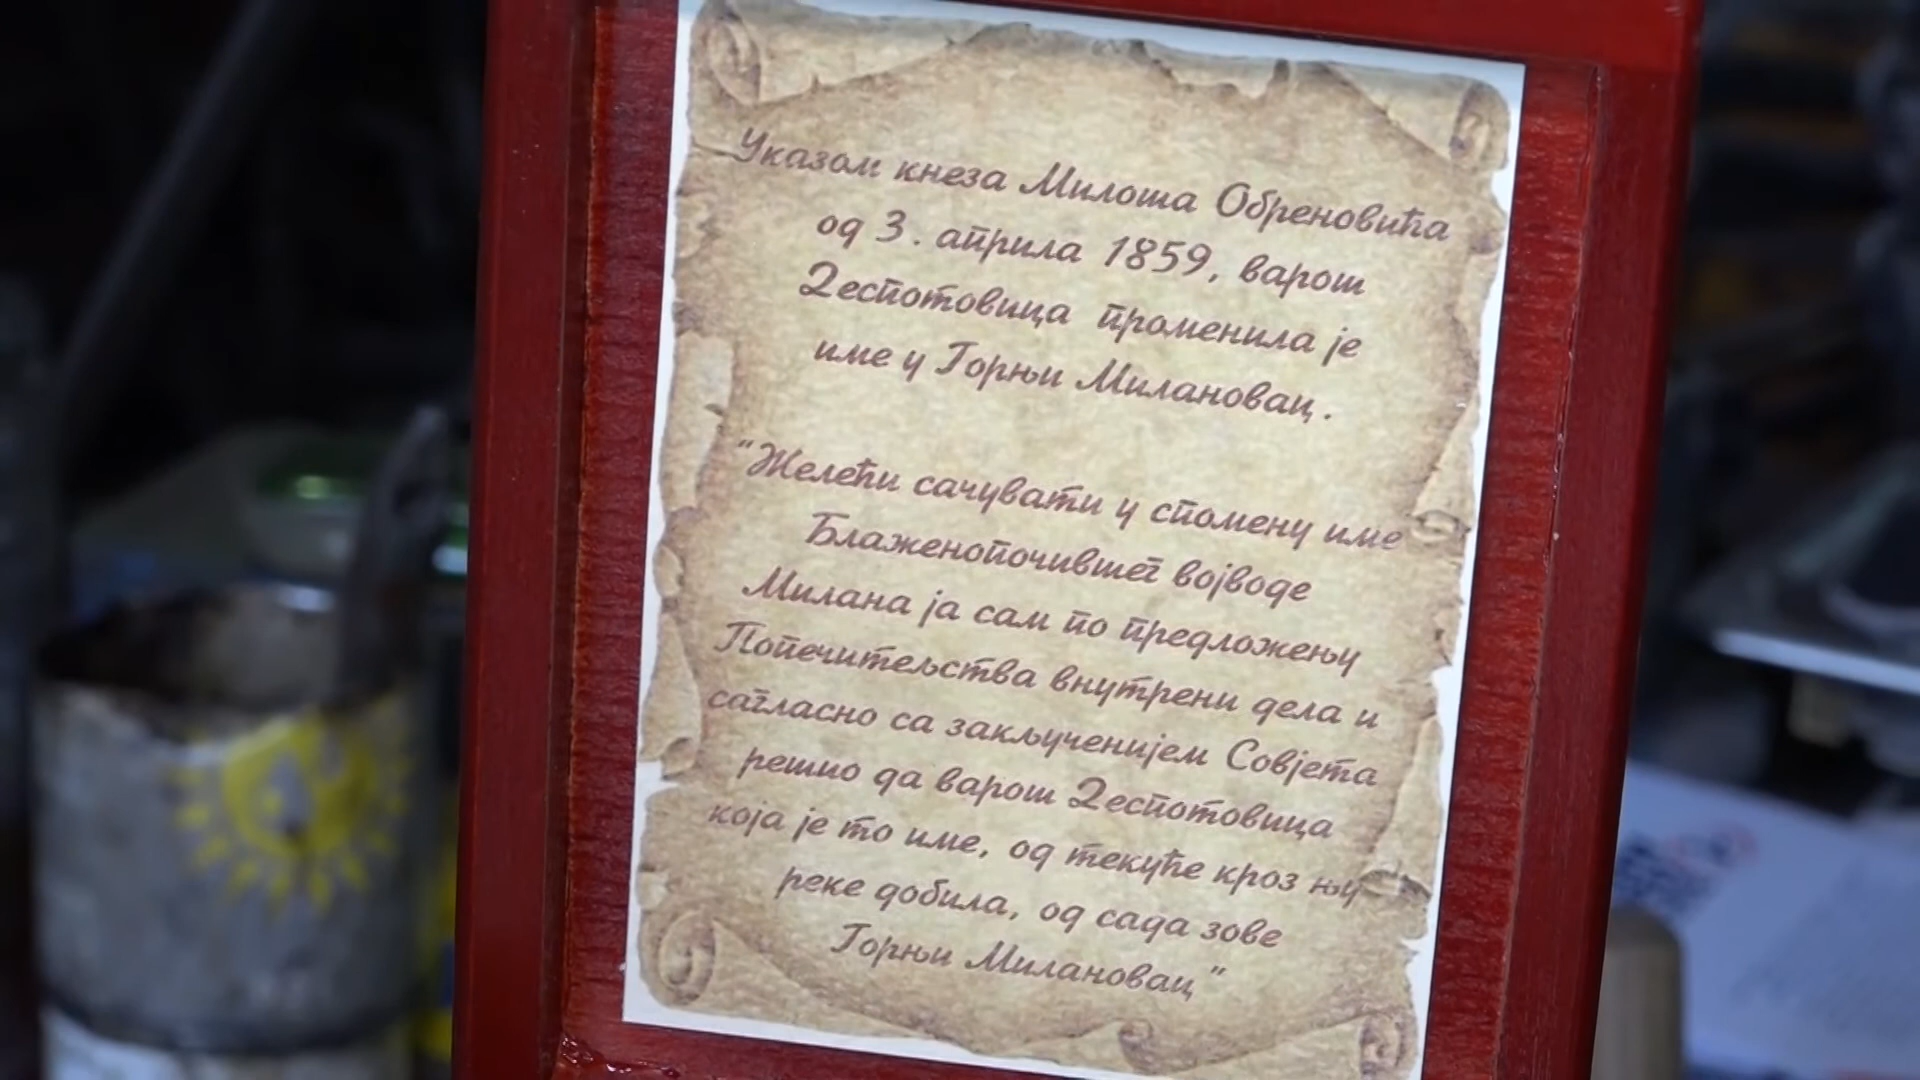 Указом кнеза Милоша Обреновића
од 3. априла 1859, варош
Деспотовица променила је
име у Горњи Милановац.
"Желећи сачувати у спомену име
Блаженопочившег војводе
Милана ја сам по предложењу
Попечитељства внутрени дела и
сагласно са закљученијем Совјета
решио да варош Деспотовица
која је то име, од текуће кроз њу
реке добила, од сада зове
Горњи Милановац"